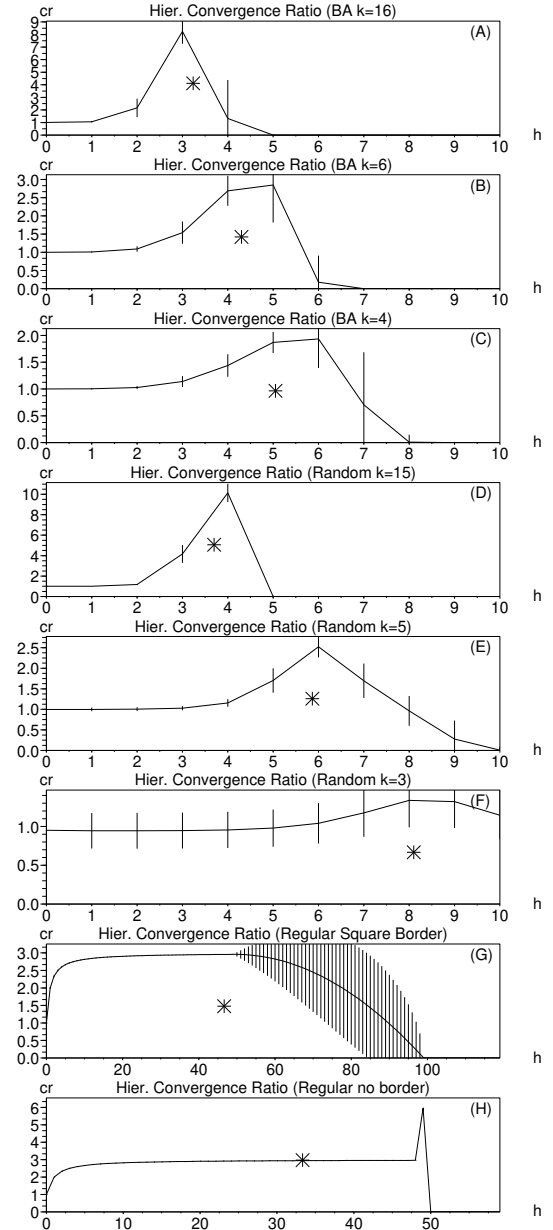 Hier. Convergence Ratio (BA k=16)
cr
(A)
9
8
7
6
5
4
3
2
1
0
0 1 2 3 4 5 6 7 8 9 10 h
Hier. Convergence Ratio (BA k=6)
cr
(B)
3.0
2.5
2.0
1.5
1.0
0.5
0.0
0 1 2 3 4 5 6 7 8 9 10 h
Hier. Convergence Ratio (BA k=4)
cr
(C)
2.0
1.5
1.0
0.5
0.0
0 1 2 3 4 5 6 7 8 9 10 h
Hier. Convergence Ratio (Random k=15)
cr
(D)
10
8
6
4
2
0
0 1 2 3 4 5 6 7 8 9 10 h
Hier. Convergence Ratio (Random k=5)
cr
(E)
2.5
2.0
1.5
1.0
0.5
0.0
0 1 2 3 4 5 6 7 8 9 10 h
Hier. Convergence Ratio (Random k=3)
cr
(F)
1.0
0.5
0.0
0 1 2 3 4 5 6 7 8 9 10 h
Hier. Convergence Ratio (Regular Square Border)
cr
(G)
3.0
2.5
2.0
1.5
1.0
0.5
0.0
0 20 40 60 80 100 h
Hier. Convergence Ratio (Regular no border)
cr
(H)
6
5
4
3
2
1
0
0 10 20 30 40 50 h